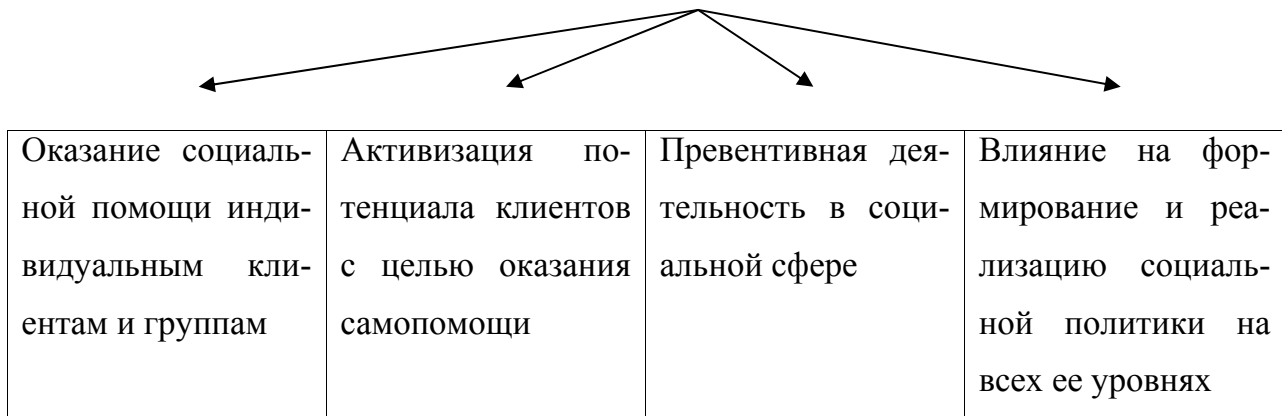 Оказание социаль-
ной помощи инди-
видуальным кли-
ентам и группам
Активизация по-
тенциала клиентов
с целью оказания
самопомощи
Превентивная дея-
тельность в соци-
альной сфере
Влияние на фор-
мирование и реа-
лизацию социаль-
ной политики на
всех ее уровнях